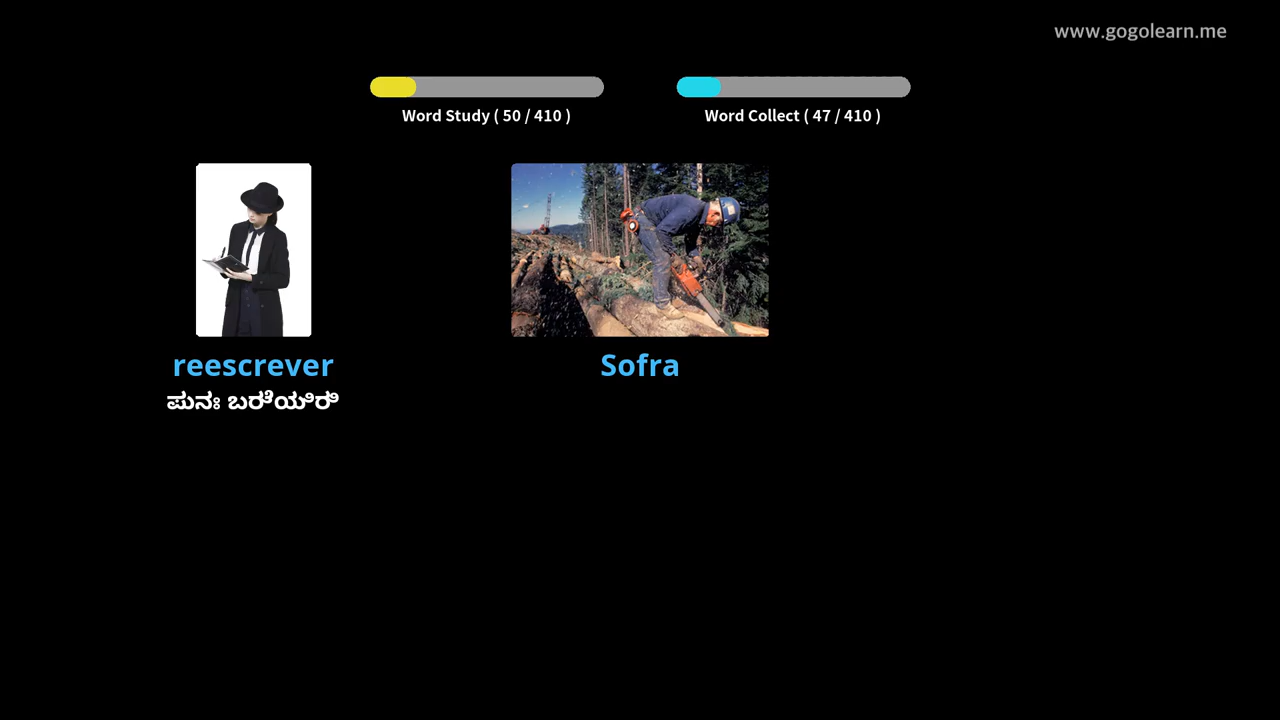 www.gogolearn.me
Word Study ( 50 / 410 )
Word Collect ( 47 / 410 )
reescrever
Sofra
ಪುನಃ ಬರೆಯಿರಿ